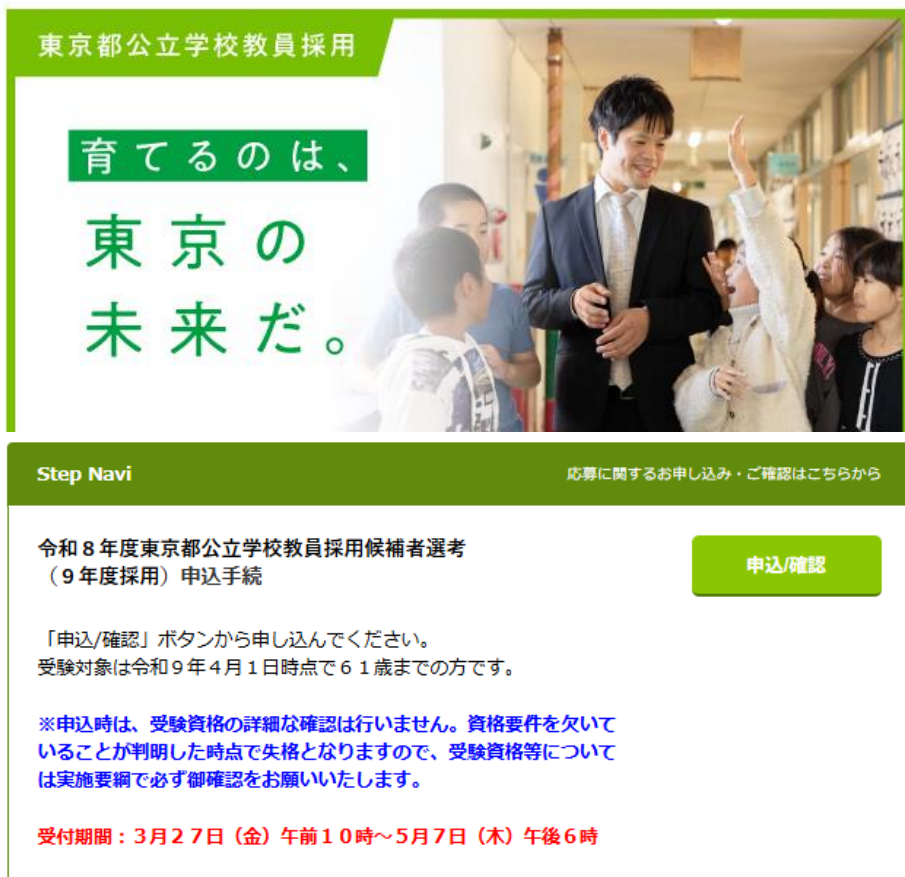 東京都公立学校教員採用
育てるのは、
東京の
未来だ。
Step Navi
応募に関するお申し込み・ご確認はこちらから
令和８年度東京都公立学校教員採用候補者選考
（９年度採用）申込手続
申込/確認
「申込/確認」ボタンから申し込んでください。
受験対象は令和９年４月１日時点で６１歳までの方です。
※申込時は、受験資格の詳細な確認は行いません。資格要件を欠いて
いることが判明した時点で失格となりますので、受験資格等について
は実施要綱で必ず御確認をお願いいたします。
受付期間：３月２７日（金）午前１０時～５月７日（木）午後６時